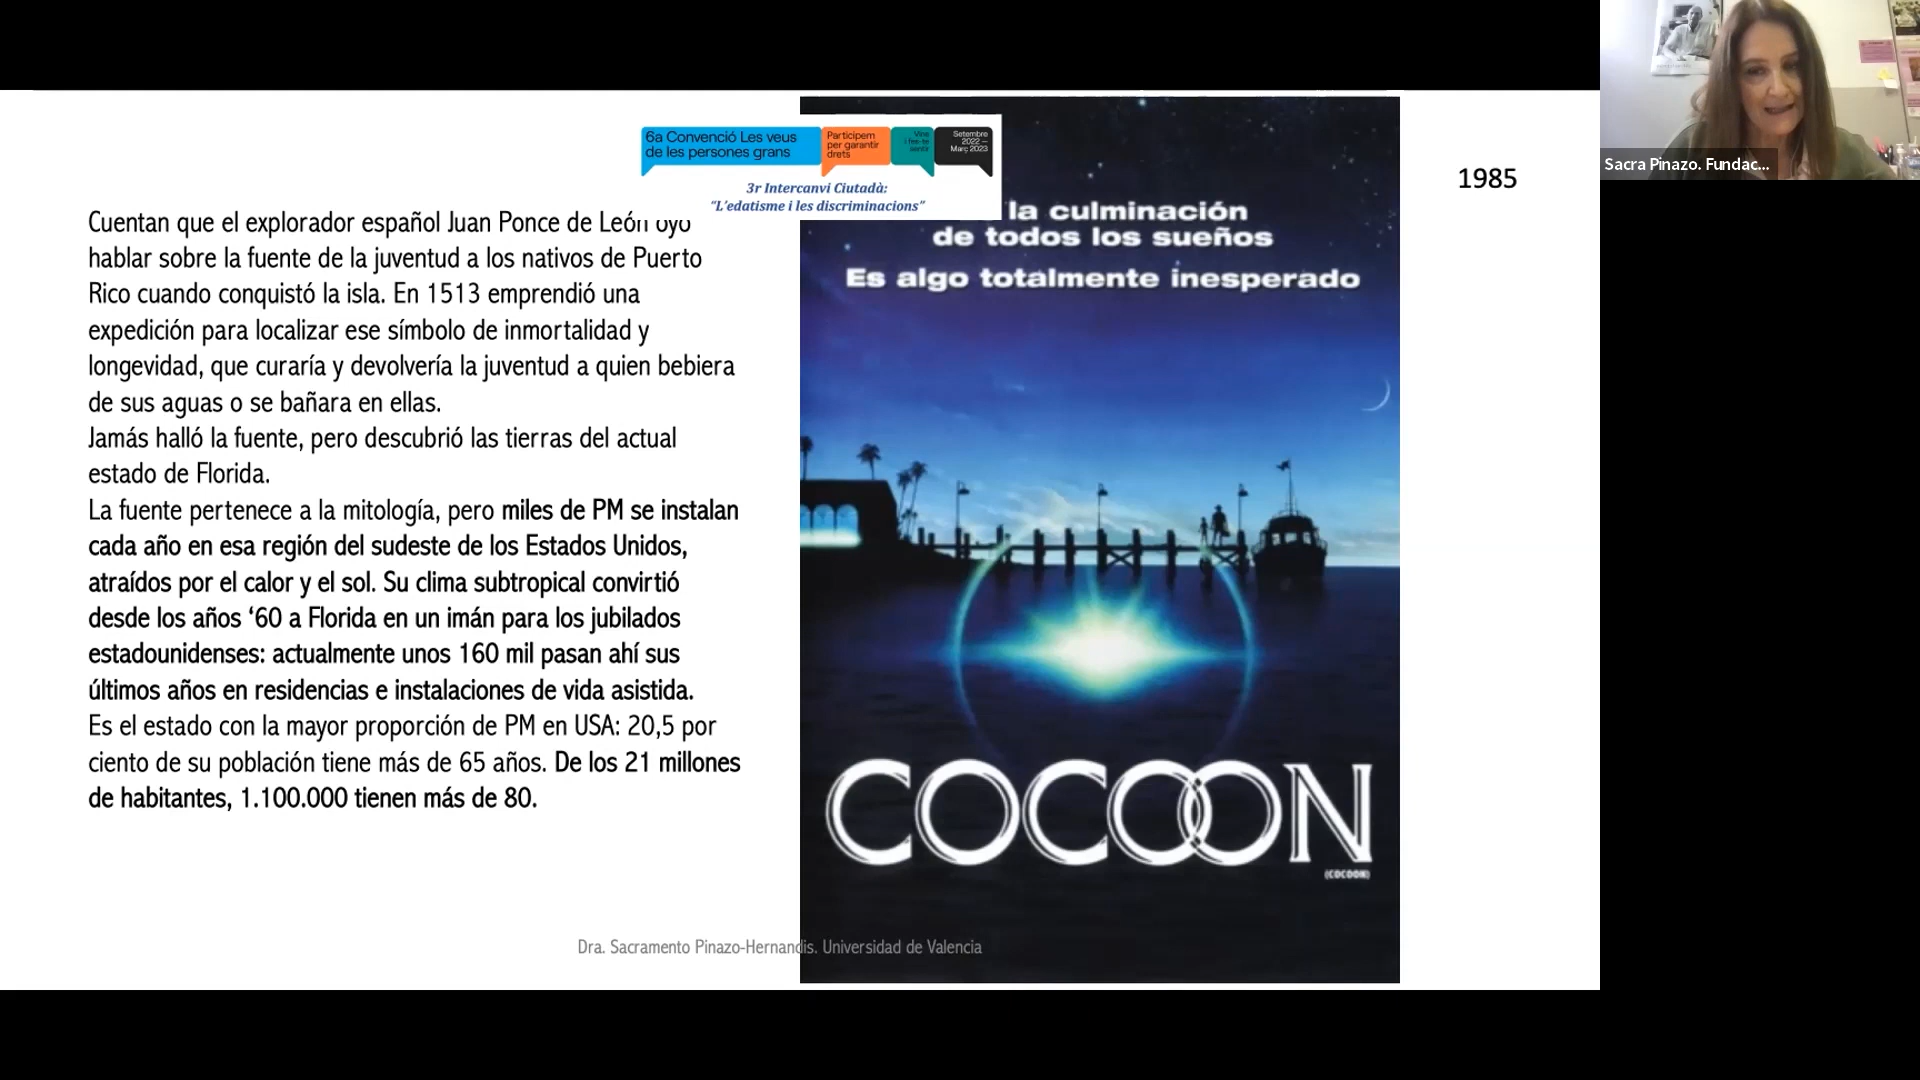 6a Convenció Les veus
de les persones grans
Participem
per garantir
drets
Vine
i fes-te
sentir
Setembre
2022 –
Març 2023
3r Intercanvi Ciutadà:
“L’edatisme i les discriminacions”
1985
Sacra Pinazo. Fundac...
Cuentan que el explorador español Juan Ponce de León oyó
hablar sobre la fuente de la juventud a los nativos de Puerto
Rico cuando conquistó la isla. En 1513 emprendió una
expedición para localizar ese símbolo de inmortalidad y
longevidad, que curaría y devolvería la juventud a quien bebiera
de sus aguas o se bañara en ellas.
Jamás halló la fuente, pero descubrió las tierras del actual
estado de Florida.
La fuente pertenece a la mitología, pero miles de PM se instalan
cada año en esa región del sudeste de los Estados Unidos,
atraídos por el calor y el sol. Su clima subtropical convirtió
desde los años ‘60 a Florida en un imán para los jubilados
estadounidenses: actualmente unos 160 mil pasan ahí sus
últimos años en residencias e instalaciones de vida asistida.
Es el estado con la mayor proporción de PM en USA: 20,5 por
ciento de su población tiene más de 65 años. De los 21 millones
de habitantes, 1.100.000 tienen más de 80.
la culminación
de todos los sueños
Es algo totalmente inesperado
COCOON
(COCOON)
Dra. Sacramento Pinazo-Hernandis. Universidad de Valencia